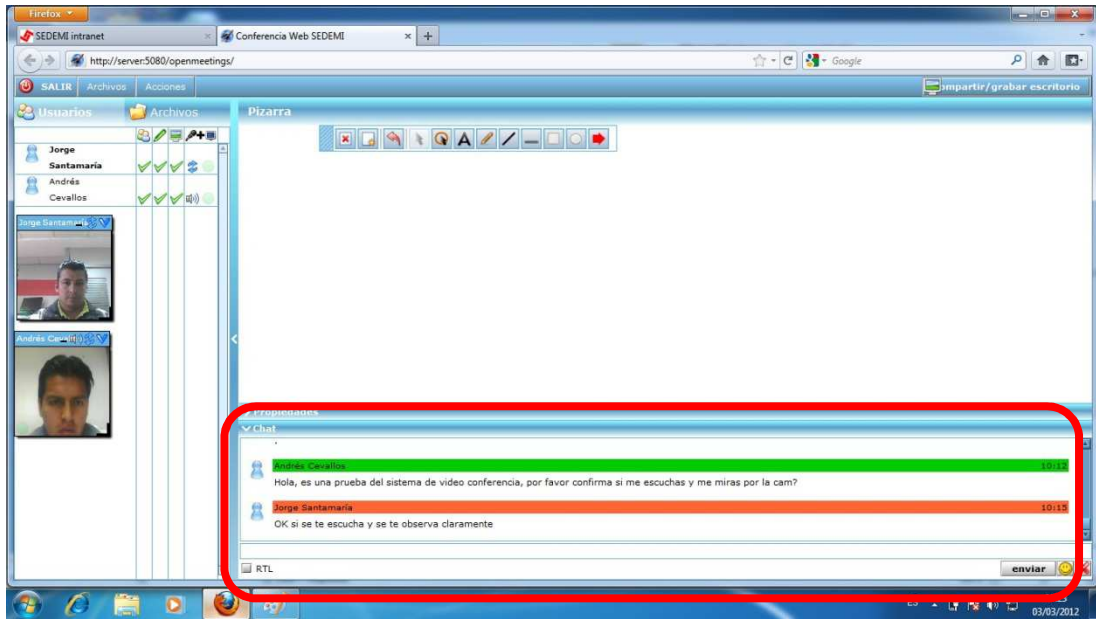 Firefox
SEDEMI intranet
Conferencia Web SEDEMI
http://server:5080/openmeetings/
Google
SALIR Archivos Acciones
ompartir/grabar escritorio
Usuarios Archivos Pizarra
A
Jorge
Santamaría
Andrés
Cevallos
Jorge Santamaría
Andrés
Propiedades
Chat
Andrés Cevallos 10:12
Hola, es una prueba del sistema de video conferencia, por favor confirma si me escuchas y me miras por la cam?
Jorge Santamaría 10:15
OK si se te escucha y se te observa claramente
RTL enviar
ES
03/03/2012